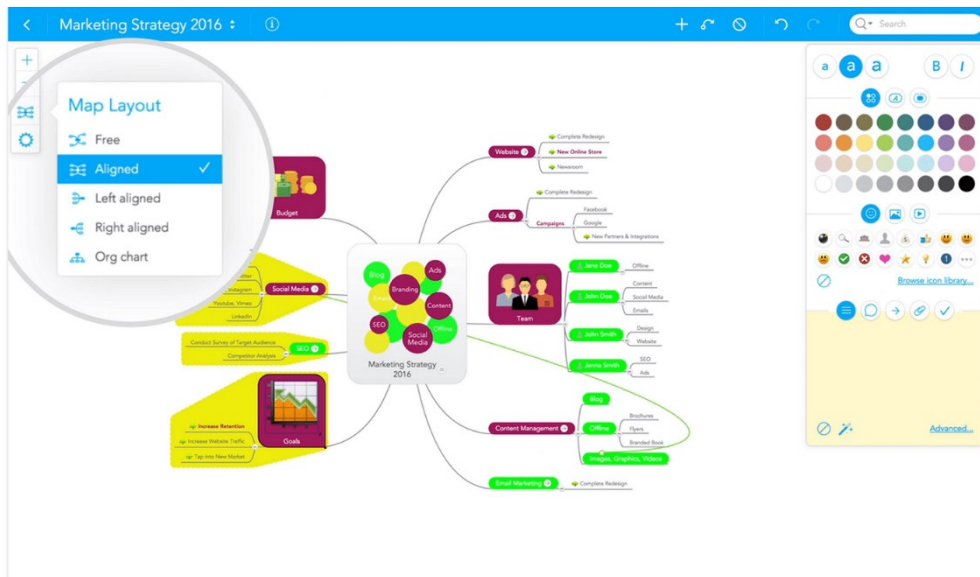 Marketing Strategy 2016
Search
Map Layout
Free
Aligned
Left aligned
Right aligned
Org chart
a a a B I
Budget
Social Media
Instagram
Youtube, Vimeo
LinkedIn
SEO
Conduct Survey of Target Audience
Competitor Analysis
Goals
Increase Retention
Increase Website Traffic
Tap into New Market
Blog
Ads
Branding
Content
SEO
Offline
Social
Media
Marketing Strategy
2016
Website
Complete Redesign
New Online Store
Newsroom
Ads
Complete Redesign
Campaigns
Facebook
Google
New Partners & Integrations
Team
Jane Doe
Offline
John Doe
Content
Social Media
Emails
John Smith
Design
Website
Jenna Smith
SEO
Ads
Content Management
Blog
Offline
Brochures
Flyers
Branded Book
Images, Graphics, Videos
Email Marketing
Complete Redesign
Browse icon library...
Advanced...